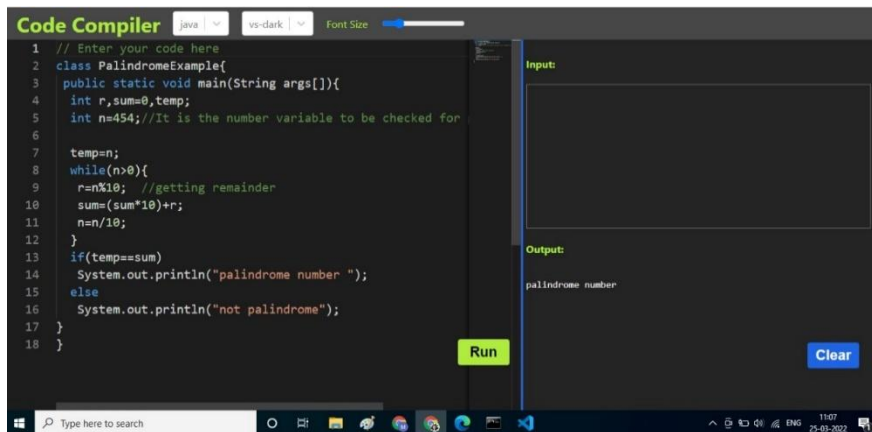 Code Compiler java vs-dark Font Size
1 // Enter your code here
2 class PalindromeExample{
3 public static void main(String args[]){
4 int r,sum=0,temp;
5 int n=454;//It is the number variable to be checked for
6
7 temp=n;
8 while(n>0){
9 r=n%10; //getting remainder
10 sum=(sum*10)+r;
11 n=n/10;
12 }
13 if(temp==sum)
14 System.out.println("palindrome number ");
15 else
16 System.out.println("not palindrome");
17 }
18 }
Run
Input:
Output:
palindrome number
Clear
Type here to search
ENG
11:07
25-03-2022